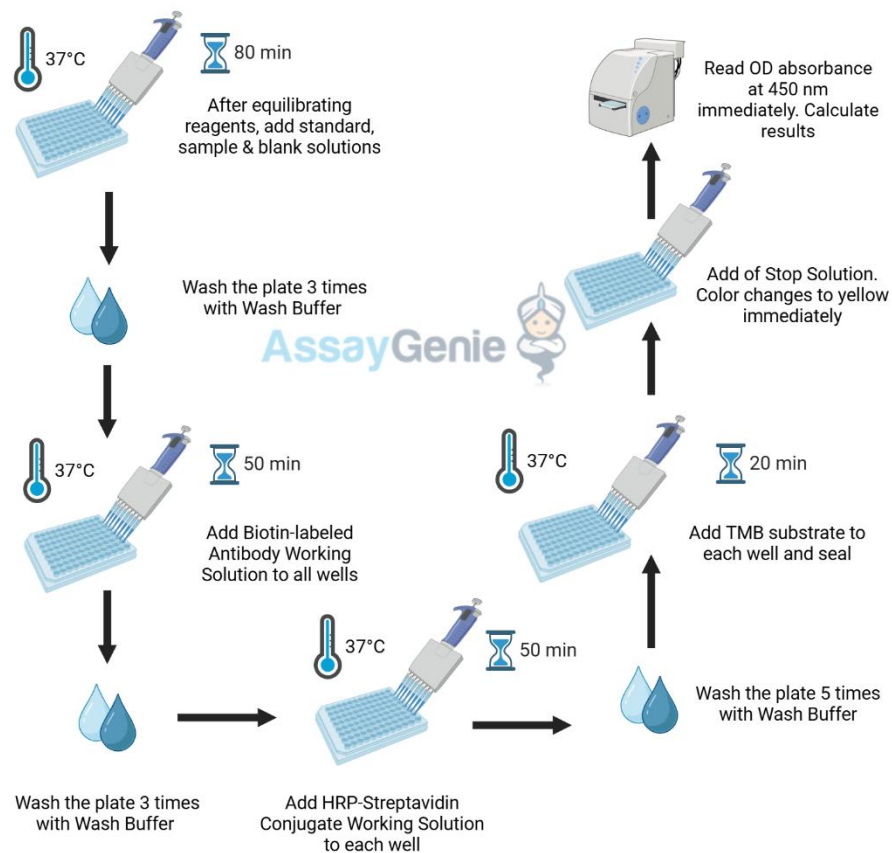 37°C
80 min
After equilibrating
reagents, add standard,
sample & blank solutions
Wash the plate 3 times
with Wash Buffer
37°C
50 min
Add Biotin-labeled
Antibody Working
Solution to all wells
Wash the plate 3 times
with Wash Buffer
37°C
50 min
Add HRP-Streptavidin
Conjugate Working Solution
to each well
Wash the plate 5 times
with Wash Buffer
37°C
20 min
Add TMB substrate to
each well and seal
Add of Stop Solution.
Color changes to yellow
immediately
Read OD absorbance
at 450 nm
immediately. Calculate
results
AssayGenie